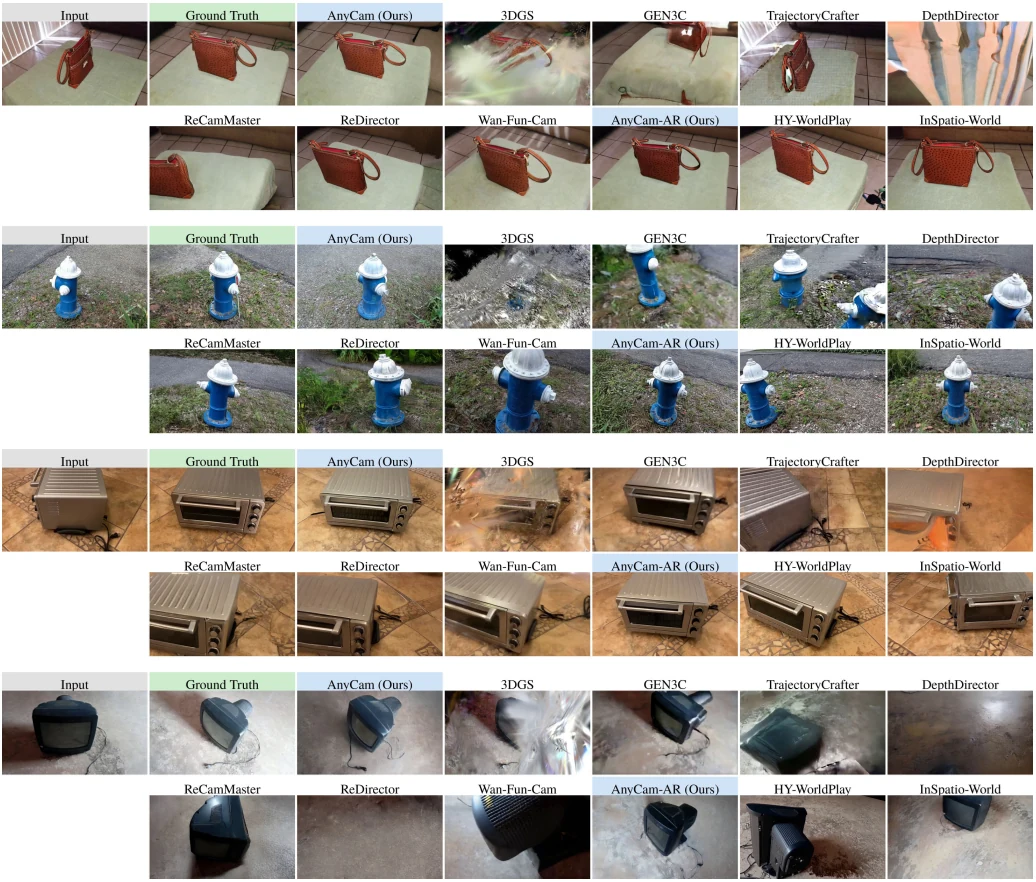 Input Ground Truth AnyCam (Ours) 3DGS GEN3C TrajectoryCrafter DepthDirector
ReCamMaster ReDirector Wan-Fun-Cam AnyCam-AR (Ours) HY-WorldPlay InSpatio-World
Input Ground Truth AnyCam (Ours) 3DGS GEN3C TrajectoryCrafter DepthDirector
ReCamMaster ReDirector Wan-Fun-Cam AnyCam-AR (Ours) HY-WorldPlay InSpatio-World
Input Ground Truth AnyCam (Ours) 3DGS GEN3C TrajectoryCrafter DepthDirector
ReCamMaster ReDirector Wan-Fun-Cam AnyCam-AR (Ours) HY-WorldPlay InSpatio-World
Input Ground Truth AnyCam (Ours) 3DGS GEN3C TrajectoryCrafter DepthDirector
ReCamMaster ReDirector Wan-Fun-Cam AnyCam-AR (Ours) HY-WorldPlay InSpatio-World